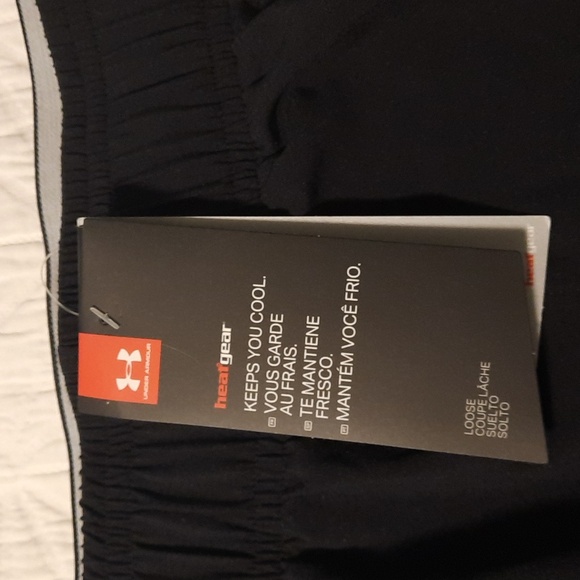 UNDER ARMOUR
heatgear
KEEPS YOU COOL.
VOUS GARDE
AU FRAIS.
TE MANTIENE
FRESCO.
MANTÉM VOCÊ FRIO.
LOOSE
COUPE LÂCHE
SUELTO
SOLTO
heatgear